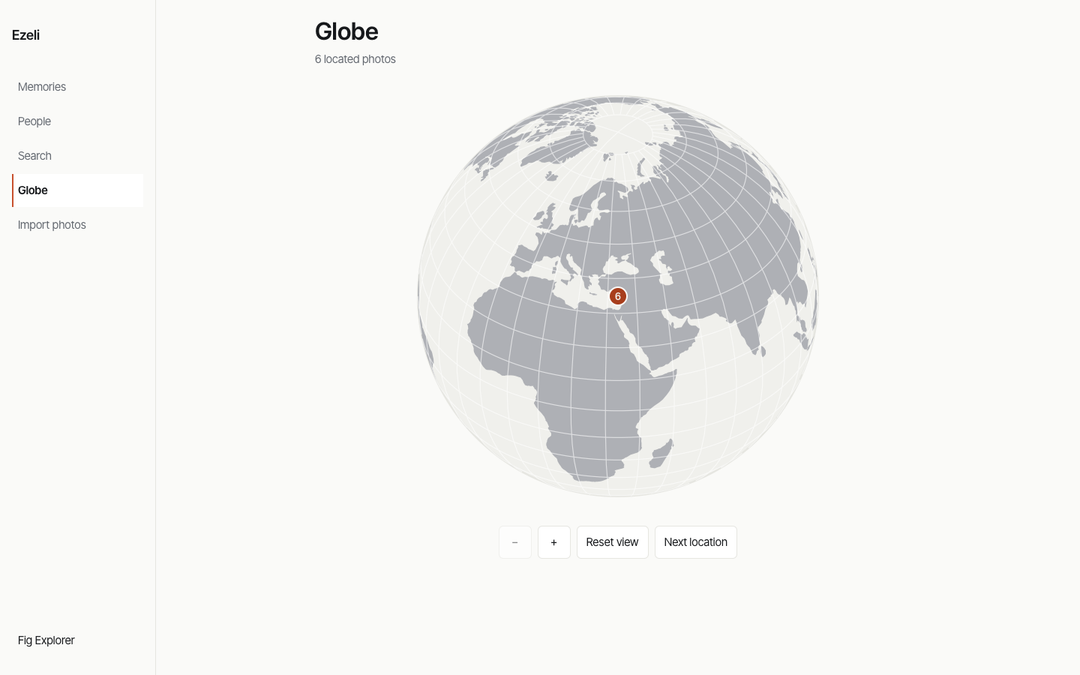 Ezeli
Memories
People
Search
Globe
Import photos
Fig Explorer
Globe
6 located photos
6
−
+
Reset view
Next location